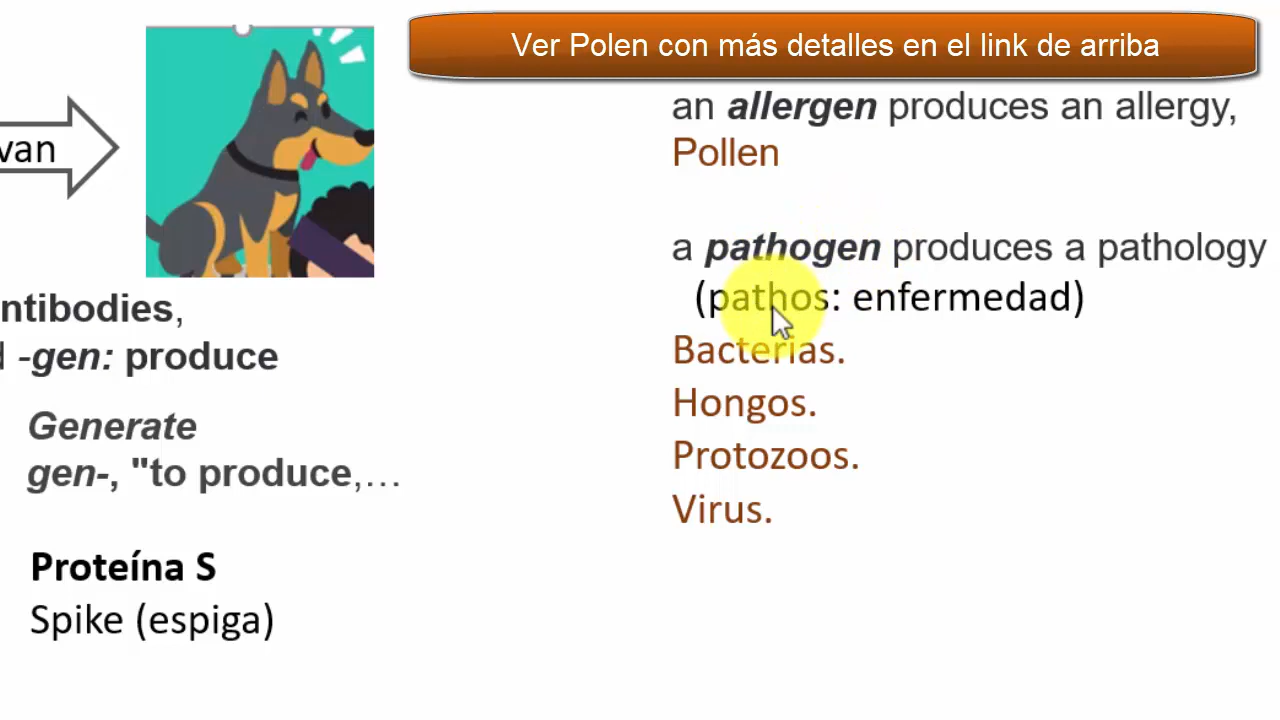 Ver Polen con más detalles en el link de arriba
van
an allergen produces an allergy,
Pollen
a pathogen produces a pathology
(pathos: enfermedad)
Bacterias.
Hongos.
Protozoos.
Virus.
ntibodies,
d -gen: produce
Generate
gen-, "to produce,…
Proteína S
Spike (espiga)